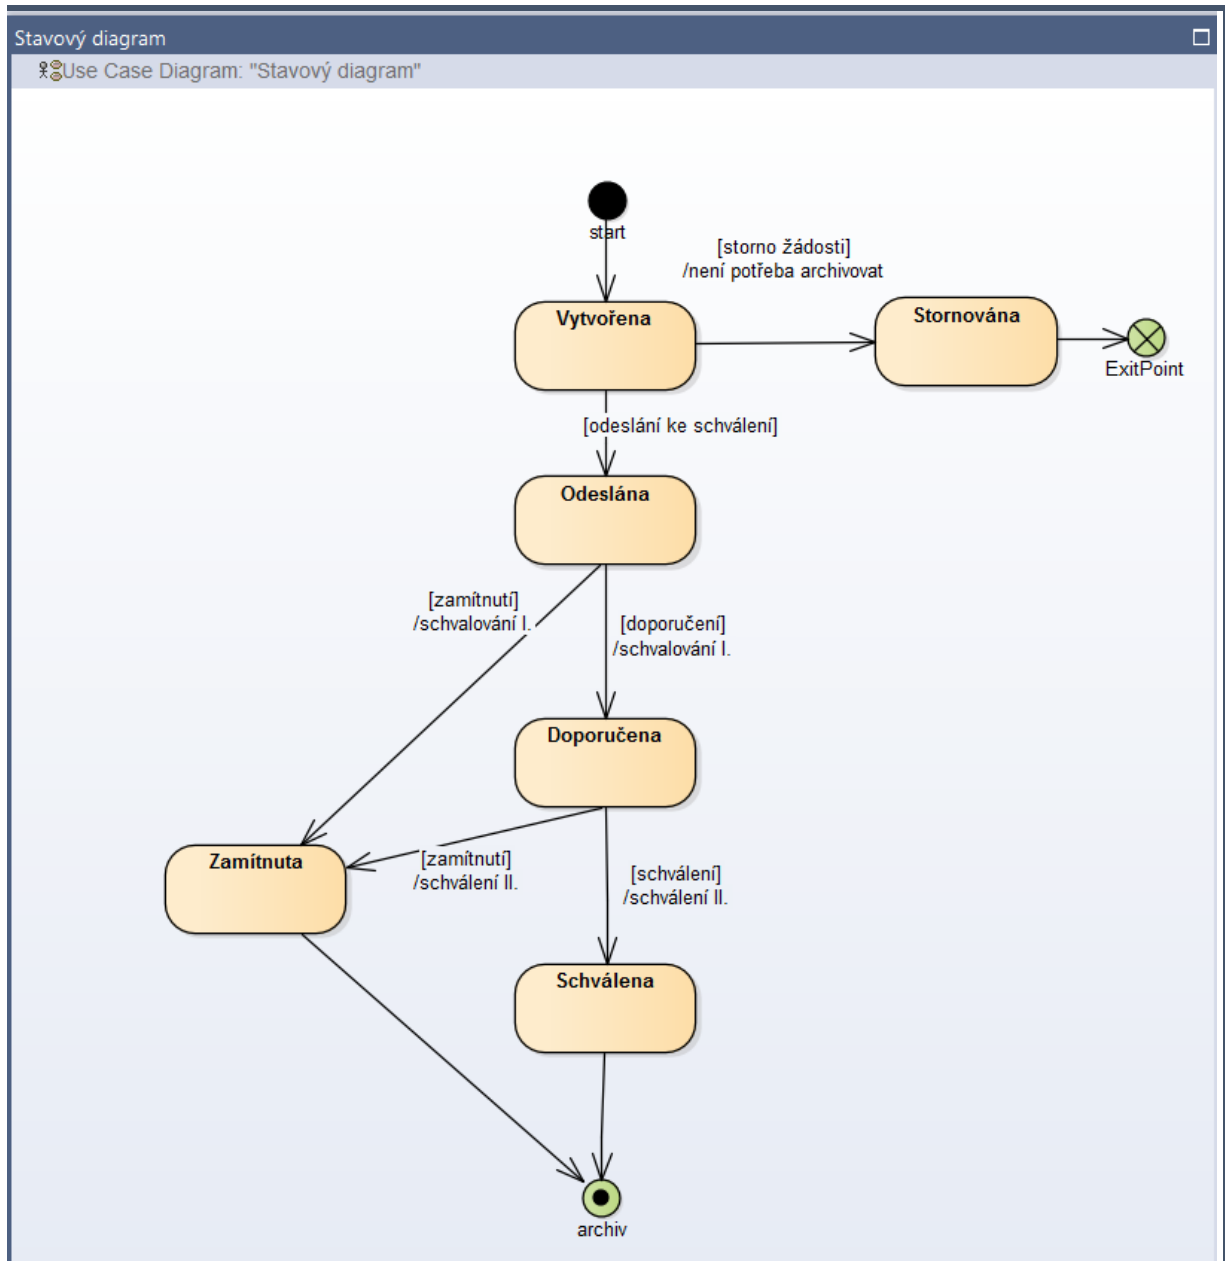 Stavový diagram
Use Case Diagram: "Stavový diagram"
start
[storno žádosti]
/není potřeba archivovat
Vytvořena
Stornována
ExitPoint
[odeslání ke schválení]
Odeslána
[zamítnutí]
/schvalování I.
[doporučení]
/schvalování I.
Doporučena
Zamítnuta
[zamítnutí]
/schválení II.
[schválení]
/schválení II.
Schválena
archiv